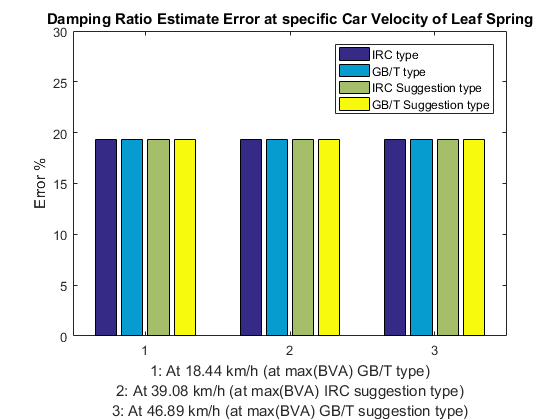 Damping Ratio Estimate Error at specific Car Velocity of Leaf Spring
30
25
20
15
10
5
0
Error %
IRC type
GB/T type
IRC Suggestion type
GB/T Suggestion type
1 2 3
1: At 18.44 km/h (at max(BVA) GB/T type)
2: At 39.08 km/h (at max(BVA) IRC suggestion type)
3: At 46.89 km/h (at max(BVA) GB/T suggestion type)